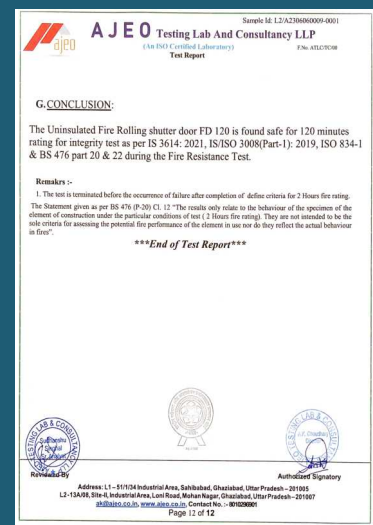 Sample Id: L2/A2306060009-0001
ajeo
AJEO Testing Lab And Consultancy LLP
(An ISO Certified Laboratory)
F.No. ATLC/TC/08
Test Report
G.CONCLUSION:
The Uninsulated Fire Rolling shutter door FD 120 is found safe for 120 minutes
rating for integrity test as per IS 3614: 2021, IS/ISO 3008(Part-1): 2019, ISO 834-1
& BS 476 part 20 & 22 during the Fire Resistance Test.
Remakrs :-
1. The test is terminated before the occurrence of failure after completion of define criteria for 2 Hours fire rating.
The Statement given as per BS 476 (P-20) Cl. 12 "The results only relate to the behaviour of the specimen of the
element of construction under the particular conditions of test ( 2 Hours fire rating). They are not intended to be the
sole criteria for assessing the potential fire performance of the element in use nor do they reflect the actual behaviour
in fires".
***End of Test Report***
Reviewed By
Authorized Signatory
Address: L1 – 51/1/34 Industrial Area, Sahibabad, Ghaziabad, Uttar Pradesh – 201005
L2-13A/08, Site-II, Industrial Area, Loni Road, Mohan Nagar, Ghaziabad, Uttar Pradesh – 201007
ak@ajeo.co.in, www.ajeo.co.in, Contact No. :- 8010296901
Page 12 of 12